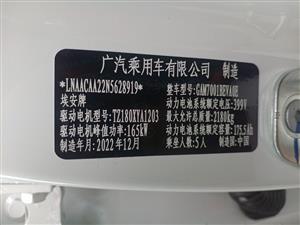 广汽乘用车有限公司 制造
*LNAACAA22N5628919*
整车型号:GAM7001BEVA0E
埃安牌
动力电池系统额定电压:399V
驱动电机型号:TZ180XYA1203
最大允许总质量:2180kg
驱动电机峰值功率:165kW
动力电池系统额定容量:175.5Ah
制造年月:2022年12月
乘坐人数:5人
制造国:中国